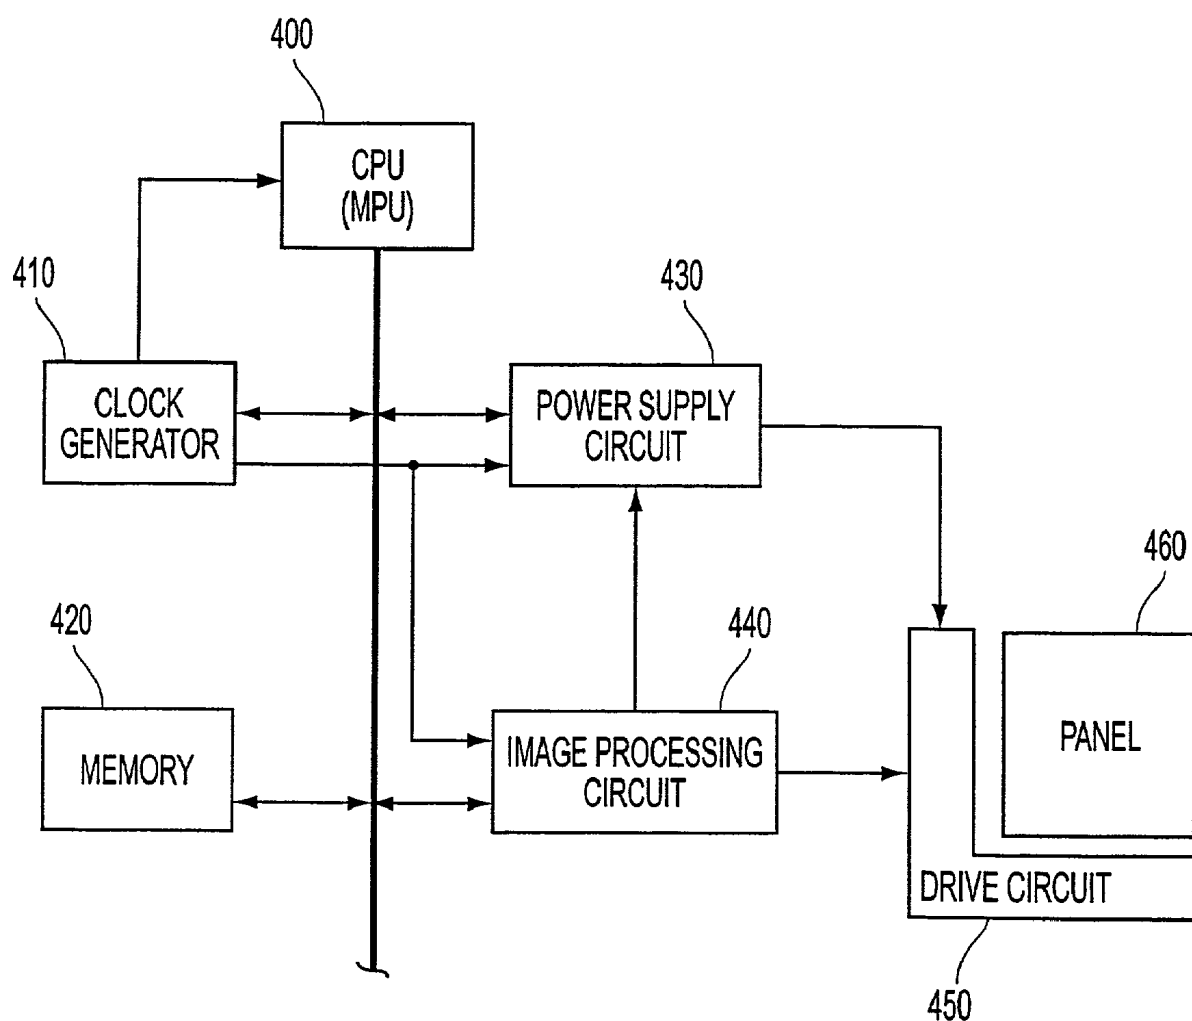 400
CPU
(MPU)
410
CLOCK
GENERATOR
430
POWER SUPPLY
CIRCUIT
420
MEMORY
440
IMAGE PROCESSING
CIRCUIT
460
PANEL
DRIVE CIRCUIT
450